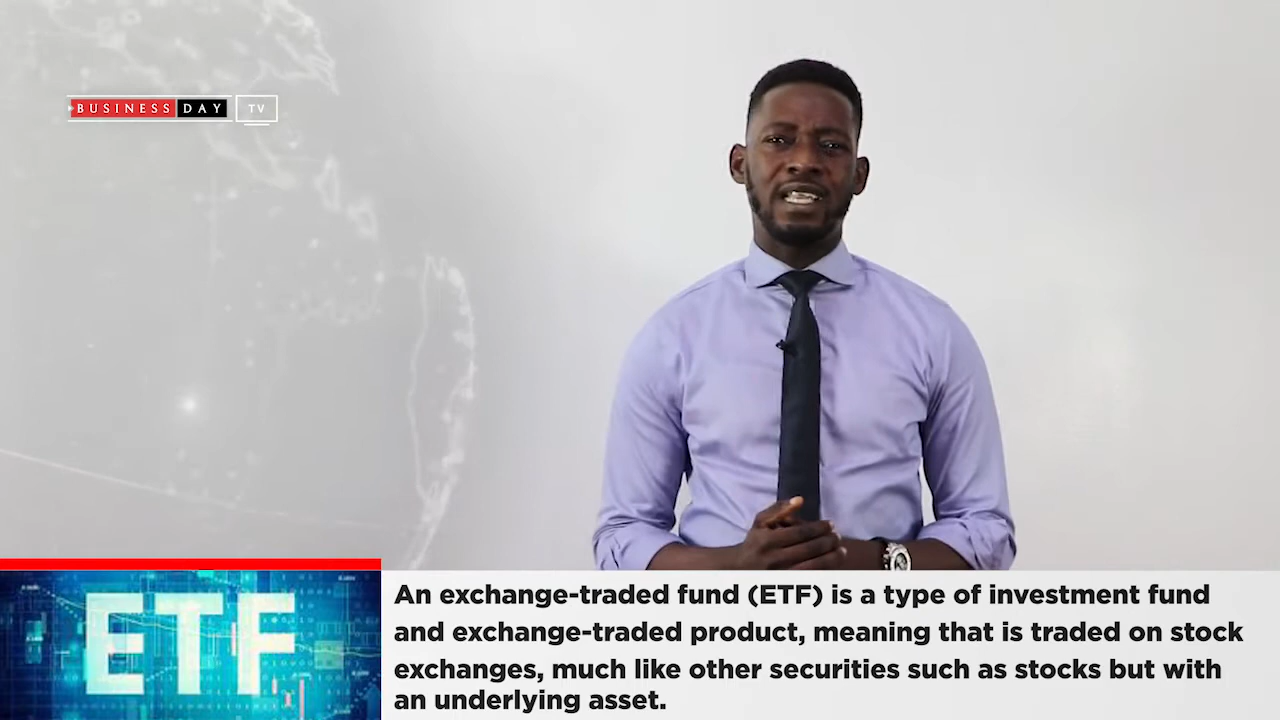 BUSINESS DAY TV
ETF
An exchange-traded fund (ETF) is a type of investment fund
and exchange-traded product, meaning that is traded on stock
exchanges, much like other securities such as stocks but with
an underlying asset.